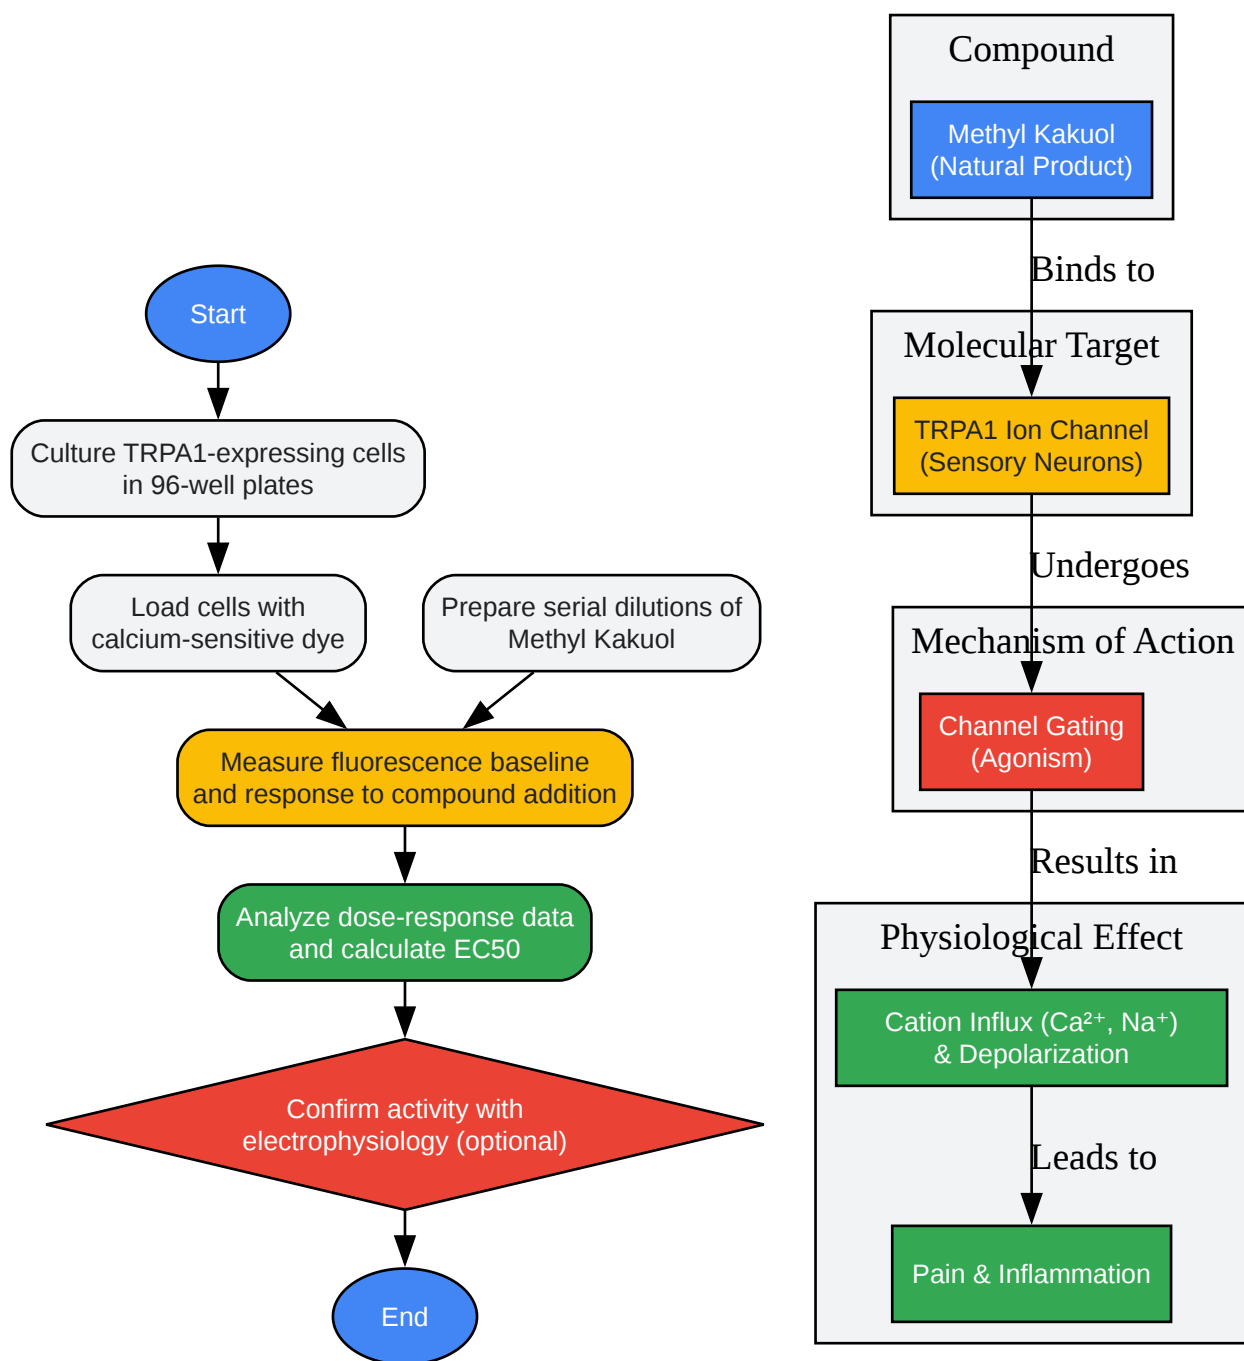 Start
Culture TRPA1-expressing cells
in 96-well plates
Load cells with
calcium-sensitive dye
Prepare serial dilutions of
Methyl Kakuol
Measure fluorescence baseline
and response to compound addition
Analyze dose-response data
and calculate EC50
Confirm activity with
electrophysiology (optional)
End
Compound
Methyl Kakuol
(Natural Product)
Binds to
Molecular Target
TRPA1 Ion Channel
(Sensory Neurons)
Undergoes
Mechanism of Action
Channel Gating
(Agonism)
Results in
Physiological Effect
Cation Influx (Ca²⁺, Na⁺)
& Depolarization
Leads to
Pain & Inflammation